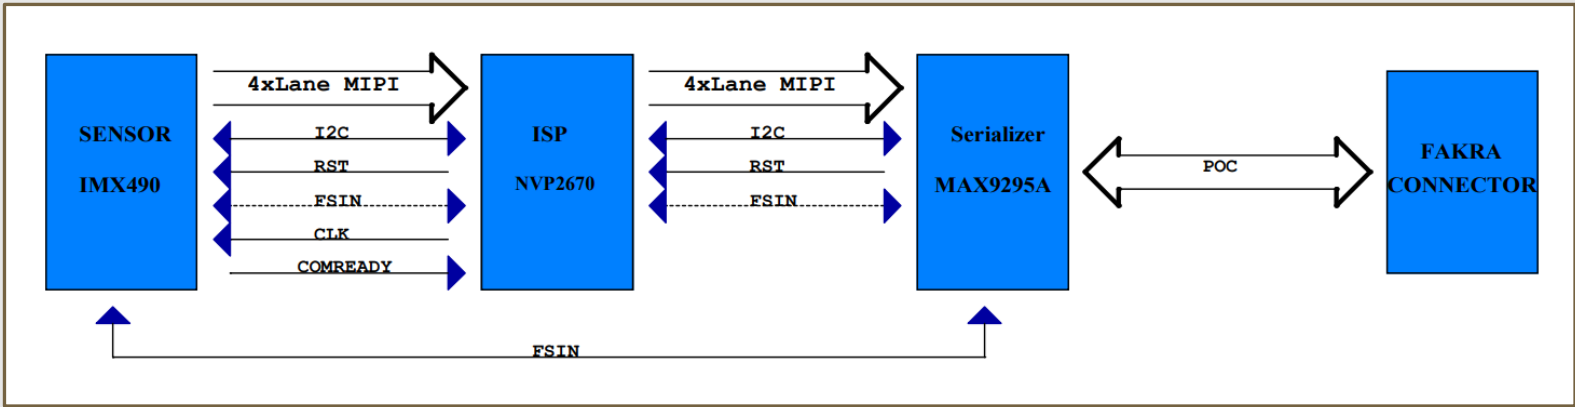 SENSOR
IMX490
4xLane MIPI
I2C
RST
FSIN
CLK
COMREADY
ISP
NVP2670
4xLane MIPI
I2C
RST
FSIN
Serializer
MAX9295A
POC
FAKRA
CONNECTOR
FSIN